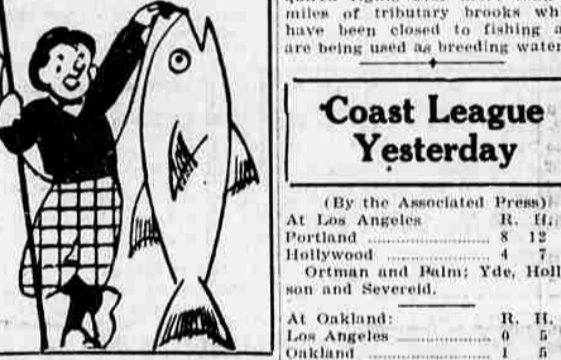 miles of tributary brooks wh
have been closed to fishing a
are being used as breeding water
Coast League
Yesterday
(By the Associated Press)
At Los Angeles R. H.
Portland ........................ 8 12
Hollywood ..................... 4 7
Ortman and Palm; Yde, Holl
son and Severeid.
At Oakland: R. H.
Los Angeles .................. 0 5
Oakland ........................ 5